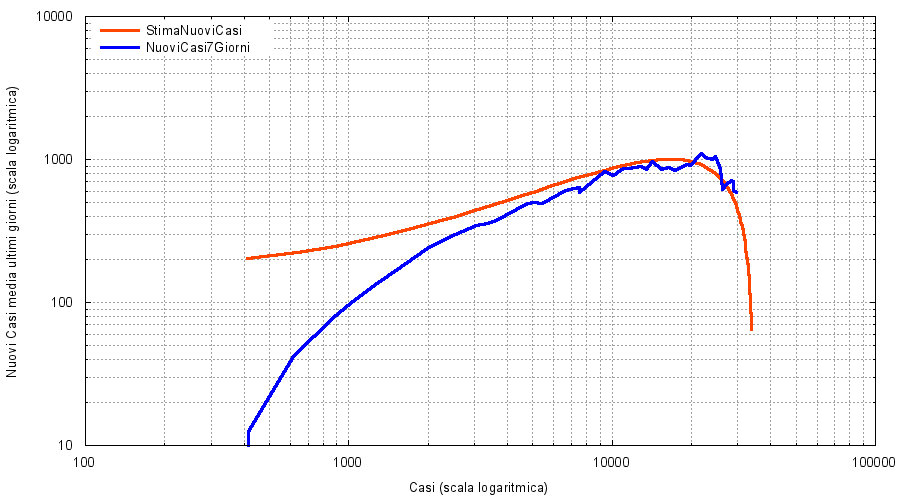 10000
StimaNuoviCasi
NuoviCasi7Giorni
1000
Nuovi Casi media ultimi giorni (scala logaritmica)
100
10
100
1000
10000
100000
Casi (scala logaritmica)